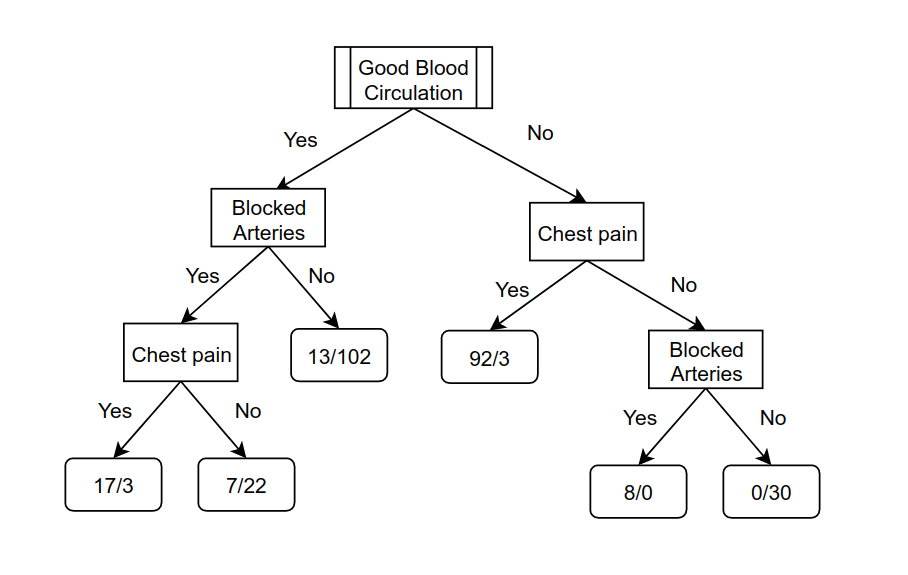 Good Blood
Circulation
Yes
No
Blocked
Arteries
Chest pain
Yes
No
Yes
No
Chest pain
13/102
92/3
Blocked
Arteries
Yes
No
Yes
No
17/3
7/22
8/0
0/30